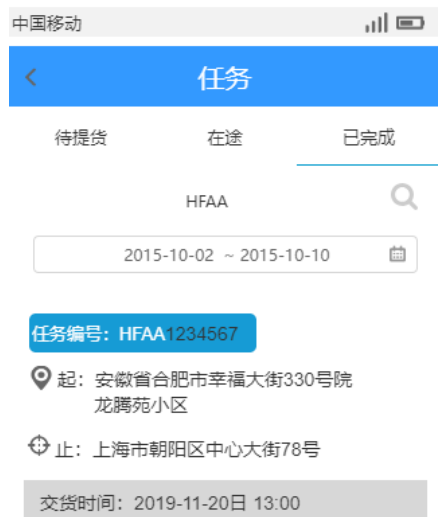 中国移动
任务
待提货 在途 已完成
HFAA
2015-10-02 ~ 2015-10-10
任务编号：HFAA1234567
起：安徽省合肥市幸福大街330号院
龙腾苑小区
止：上海市朝阳区中心大街78号
交货时间：2019-11-20日 13:00